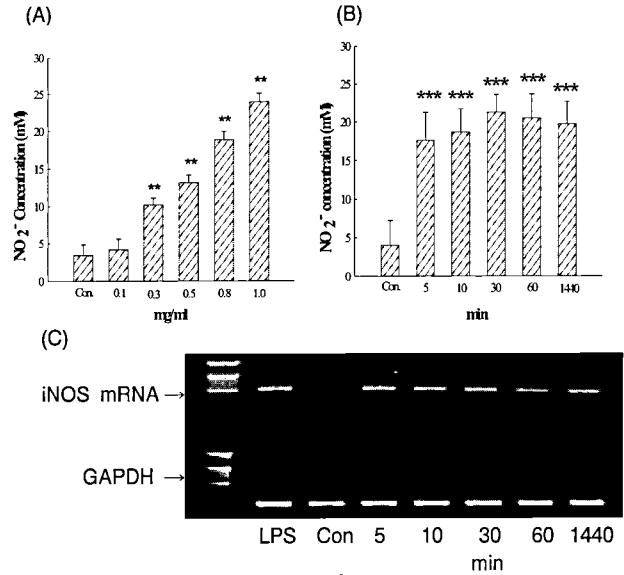 (A)
NO2⁻ Concentration (mM)
30
25
20
15
10
5
0
**
**
**
**
Con.
0.1
0.3
0.5
0.8
1.0
mg/ml
(B)
NO2⁻ concentration (mM)
30
25
20
15
10
5
0
***
***
***
***
***
Con.
5
10
30
60
1440
min
(C)
iNOS mRNA →
GAPDH →
LPS Con 5 10 30 60 1440
min